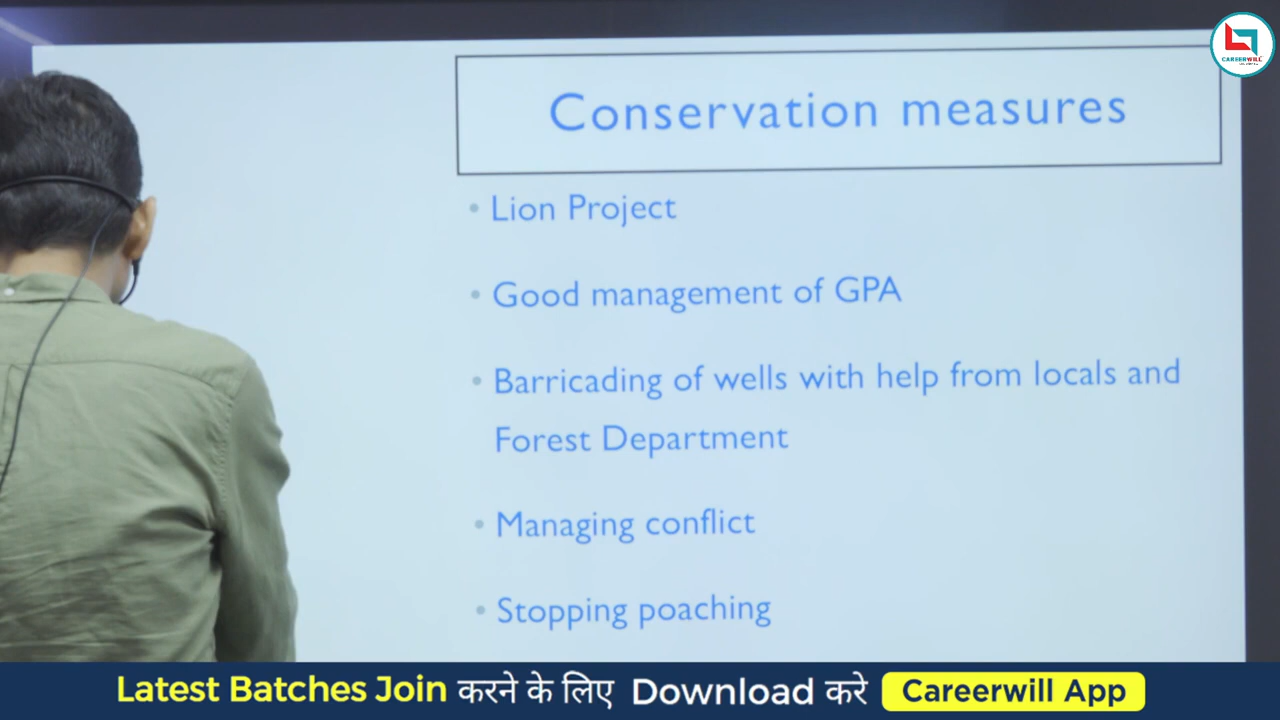 CAREERWILL
Conservation measures
• Lion Project
• Good management of GPA
• Barricading of wells with help from locals and
Forest Department
• Managing conflict
• Stopping poaching
Latest Batches Join करने के लिए Download करे Careerwill App